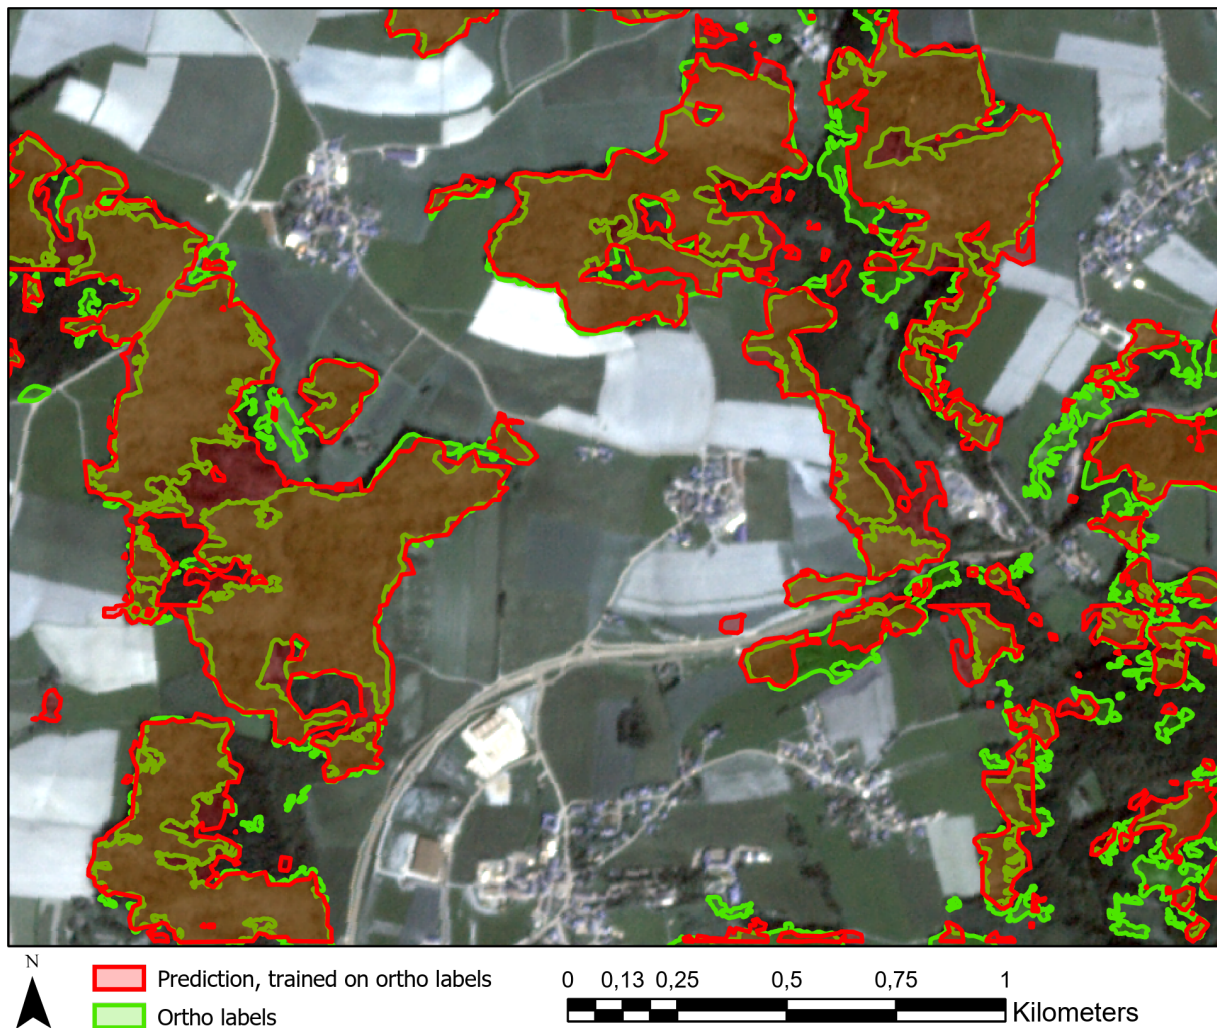 N
Prediction, trained on ortho labels
Ortho labels
0 0,13 0,25 0,5 0,75 1
Kilometers